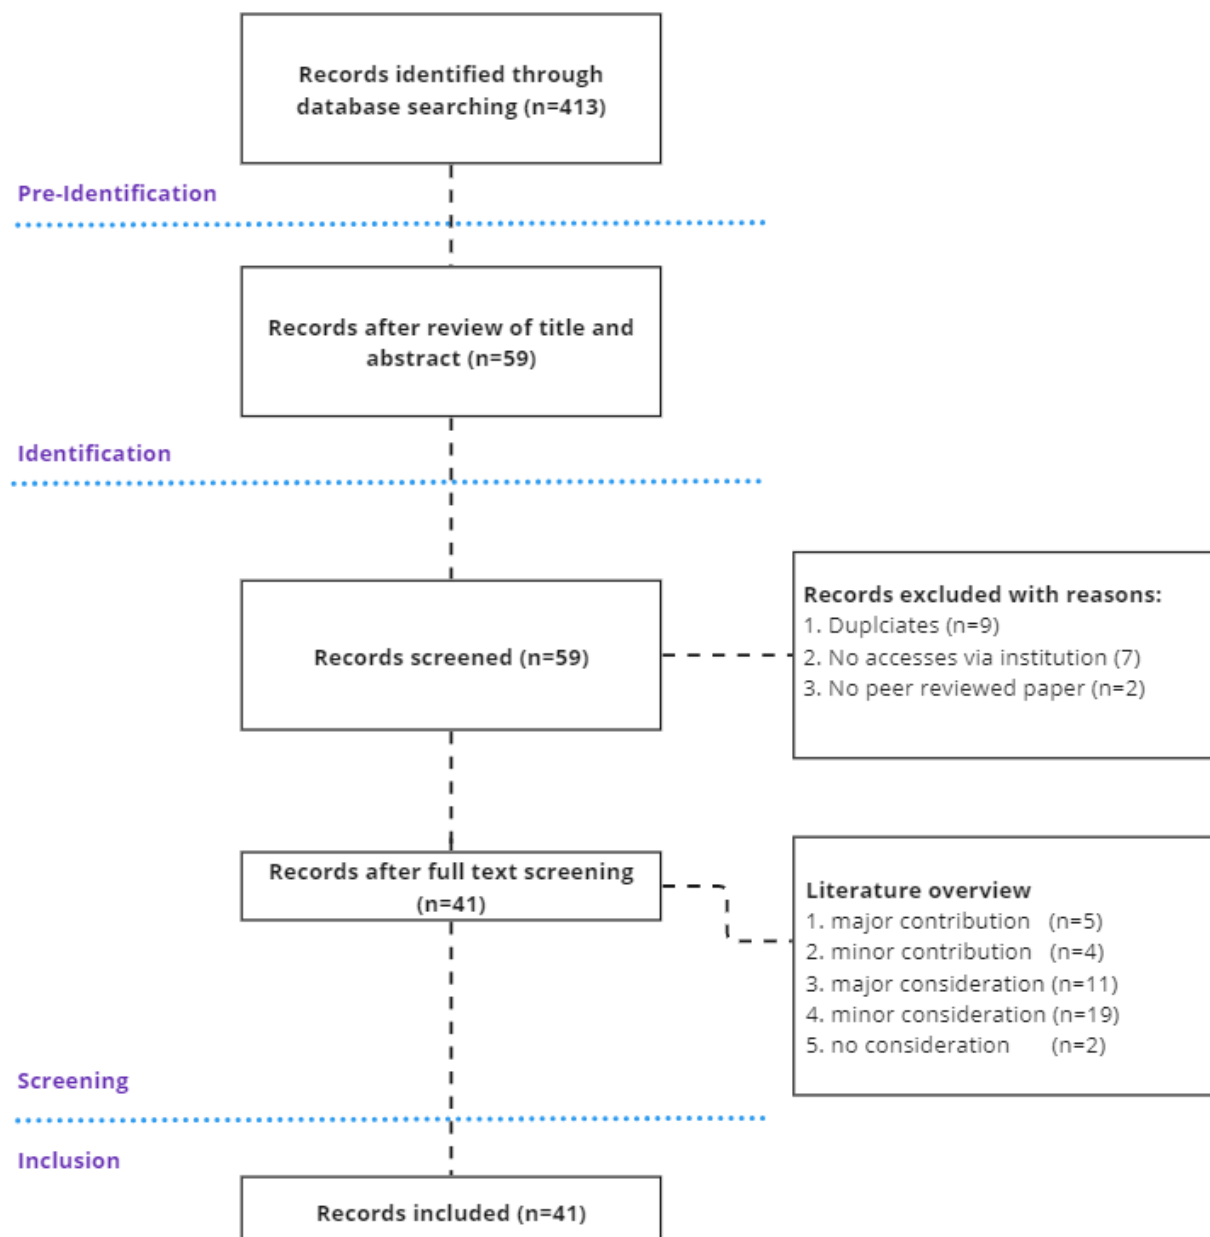 Records identified through
database searching (n=413)
Pre-Identification
Records after review of title and
abstract (n=59)
Identification
Records screened (n=59)
Records excluded with reasons:
1. Duplciates (n=9)
2. No accesses via institution (7)
3. No peer reviewed paper (n=2)
Records after full text screening
(n=41)
Literature overview
1. major contribution (n=5)
2. minor contribution (n=4)
3. major consideration (n=11)
4. minor consideration (n=19)
5. no consideration (n=2)
Screening
Inclusion
Records included (n=41)